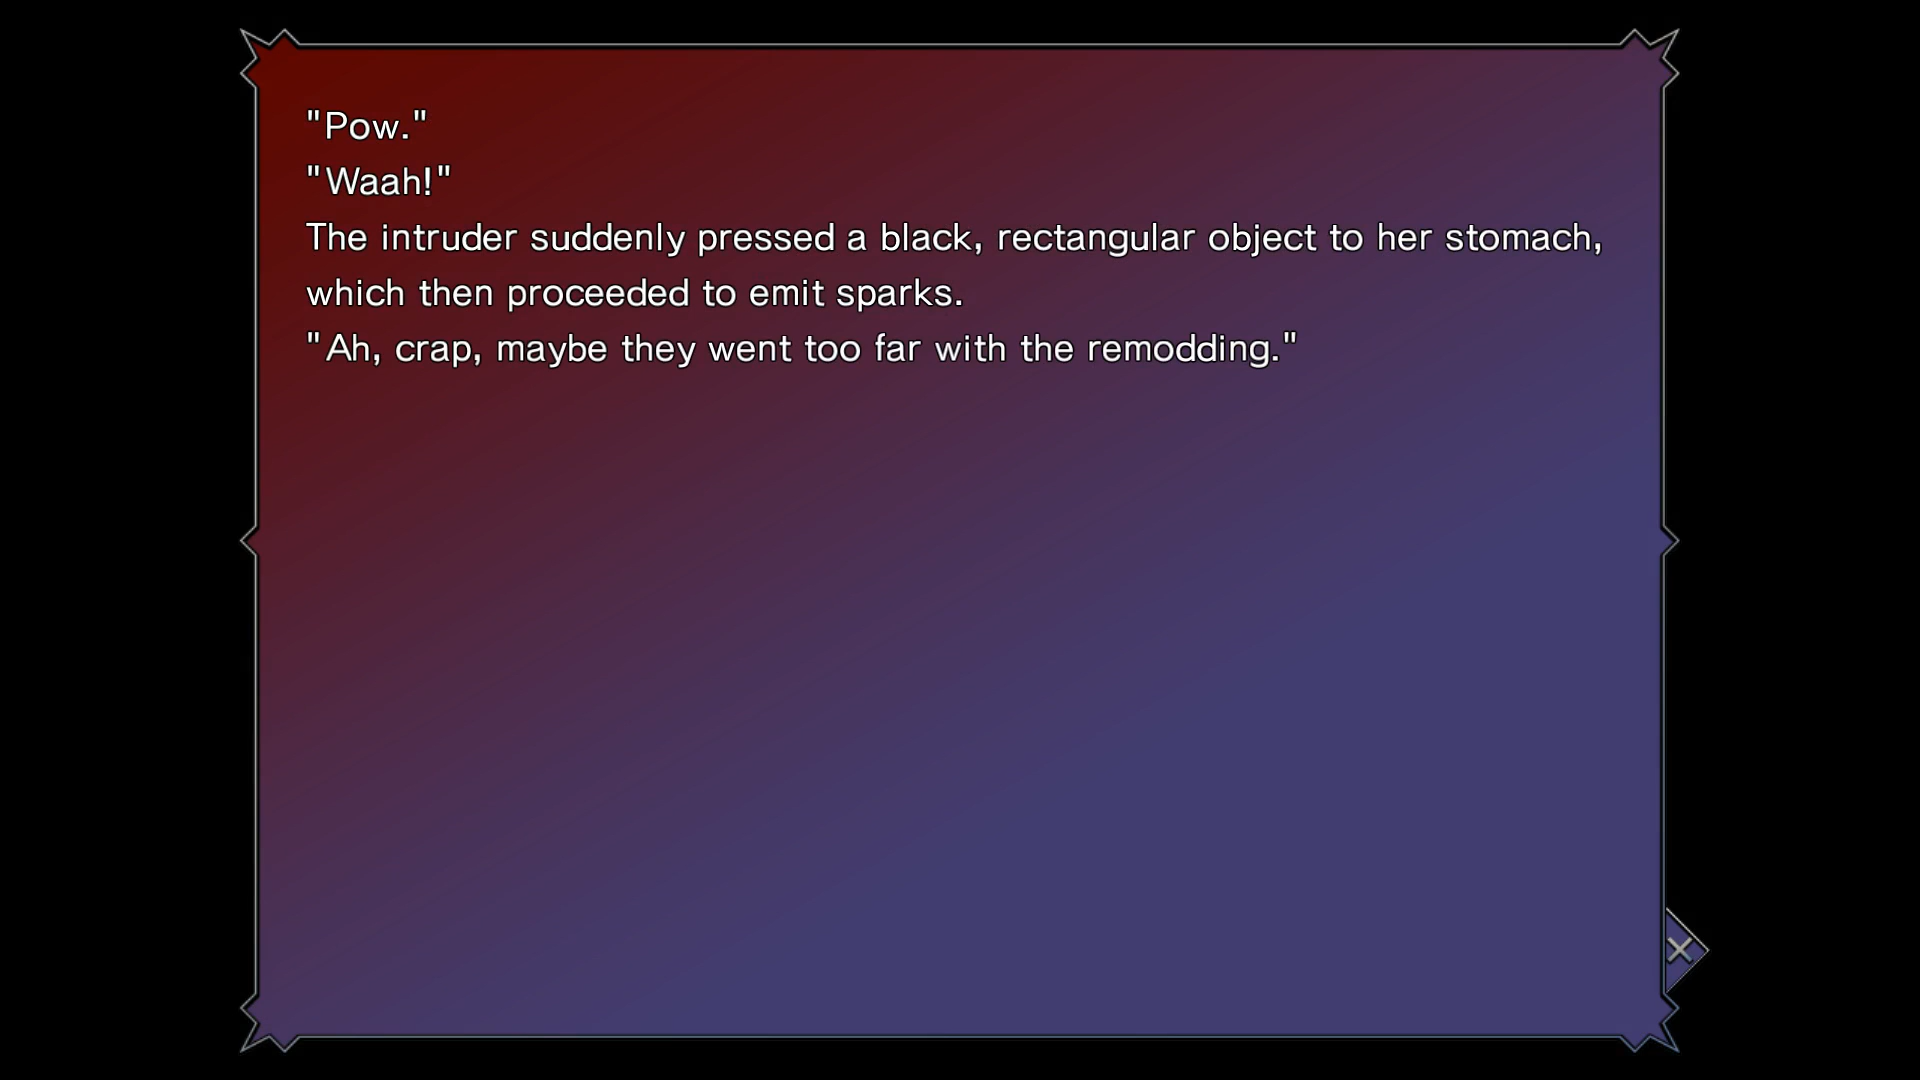 "Pow."
"Waah!"
The intruder suddenly pressed a black, rectangular object to her stomach,
which then proceeded to emit sparks.
"Ah, crap, maybe they went too far with the remodding."